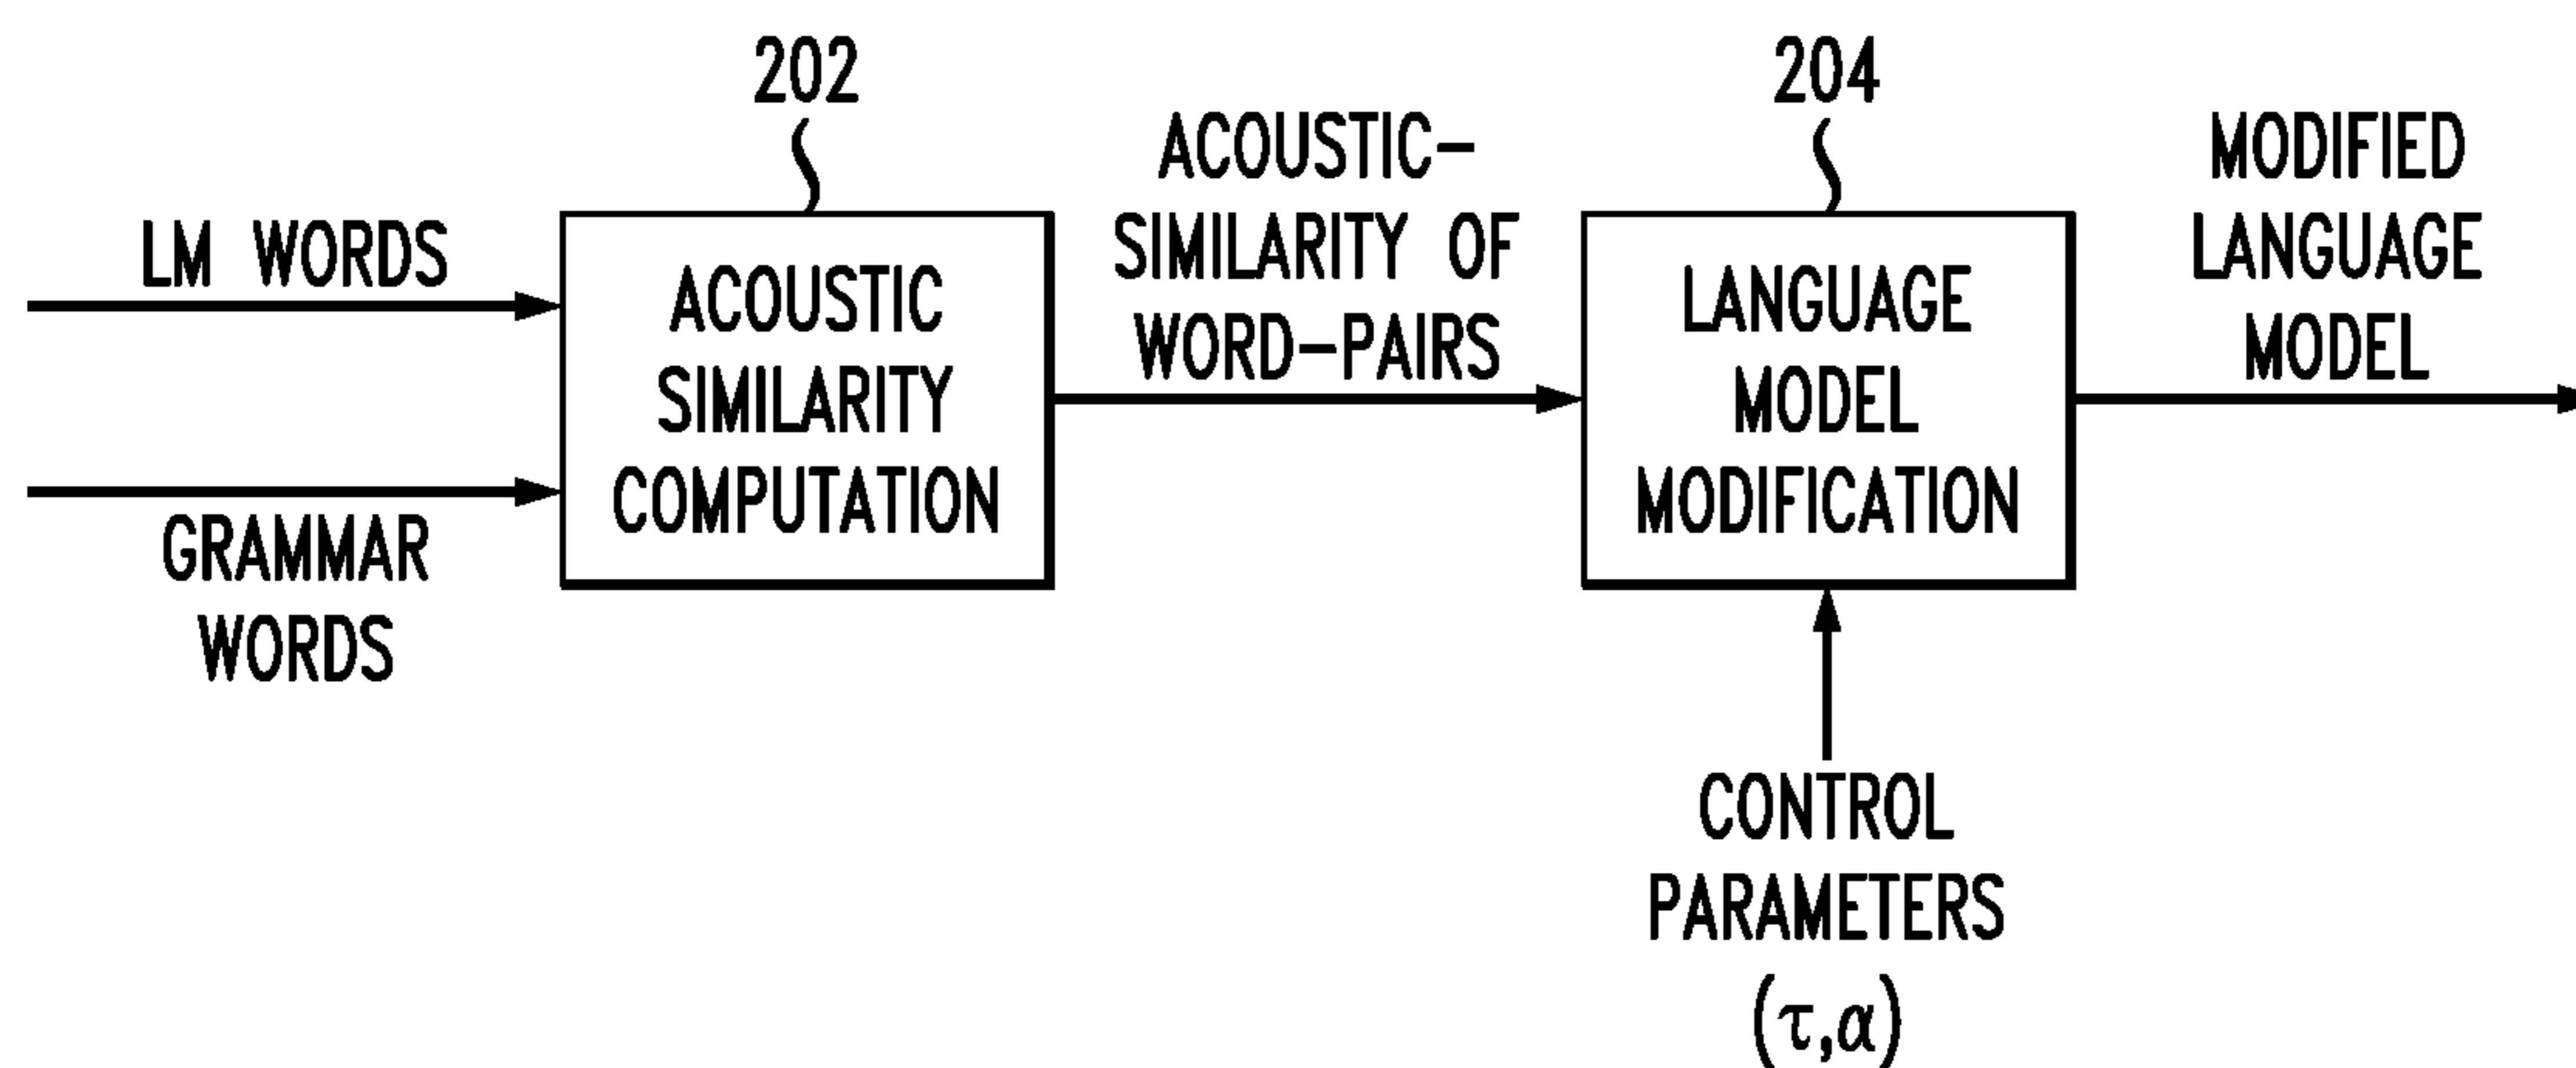 202
204
LM WORDS
GRAMMAR
WORDS
ACOUSTIC
SIMILARITY
COMPUTATION
ACOUSTIC-
SIMILARITY OF
WORD-PAIRS
LANGUAGE
MODEL
MODIFICATION
MODIFIED
LANGUAGE
MODEL
CONTROL
PARAMETERS
(τ,α)